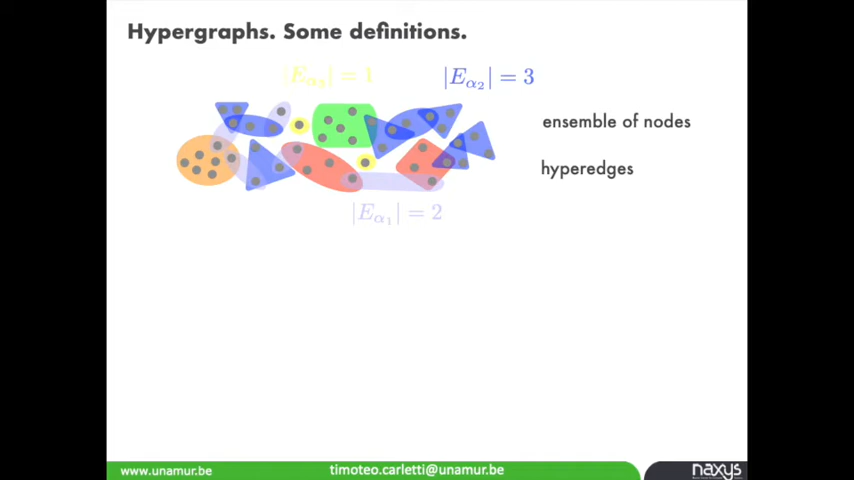 Hypergraphs. Some definitions.
|E_{α_3}| = 1
|E_{α_2}| = 3
ensemble of nodes
hyperedges
|E_{α_1}| = 2
www.unamur.be
timoteo.carletti@unamur.be
naxys